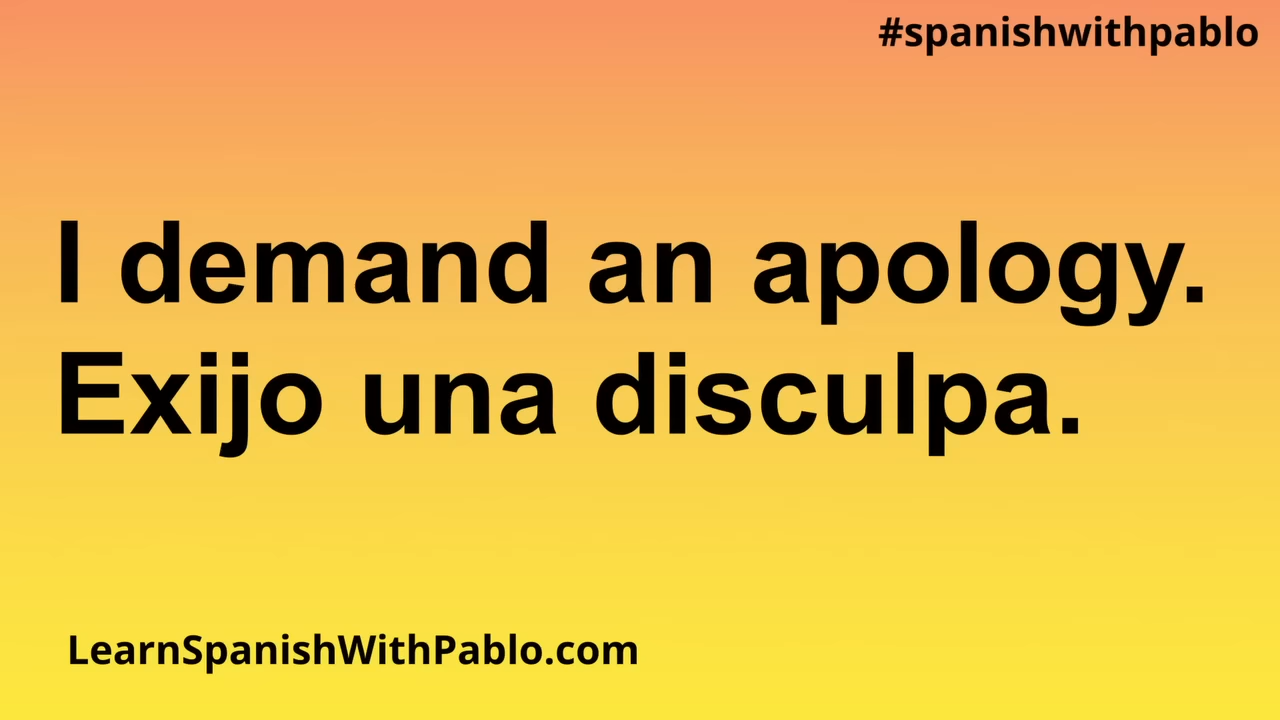 #spanishwithpablo
I demand an apology.
Exijo una disculpa.
LearnSpanishWithPablo.com